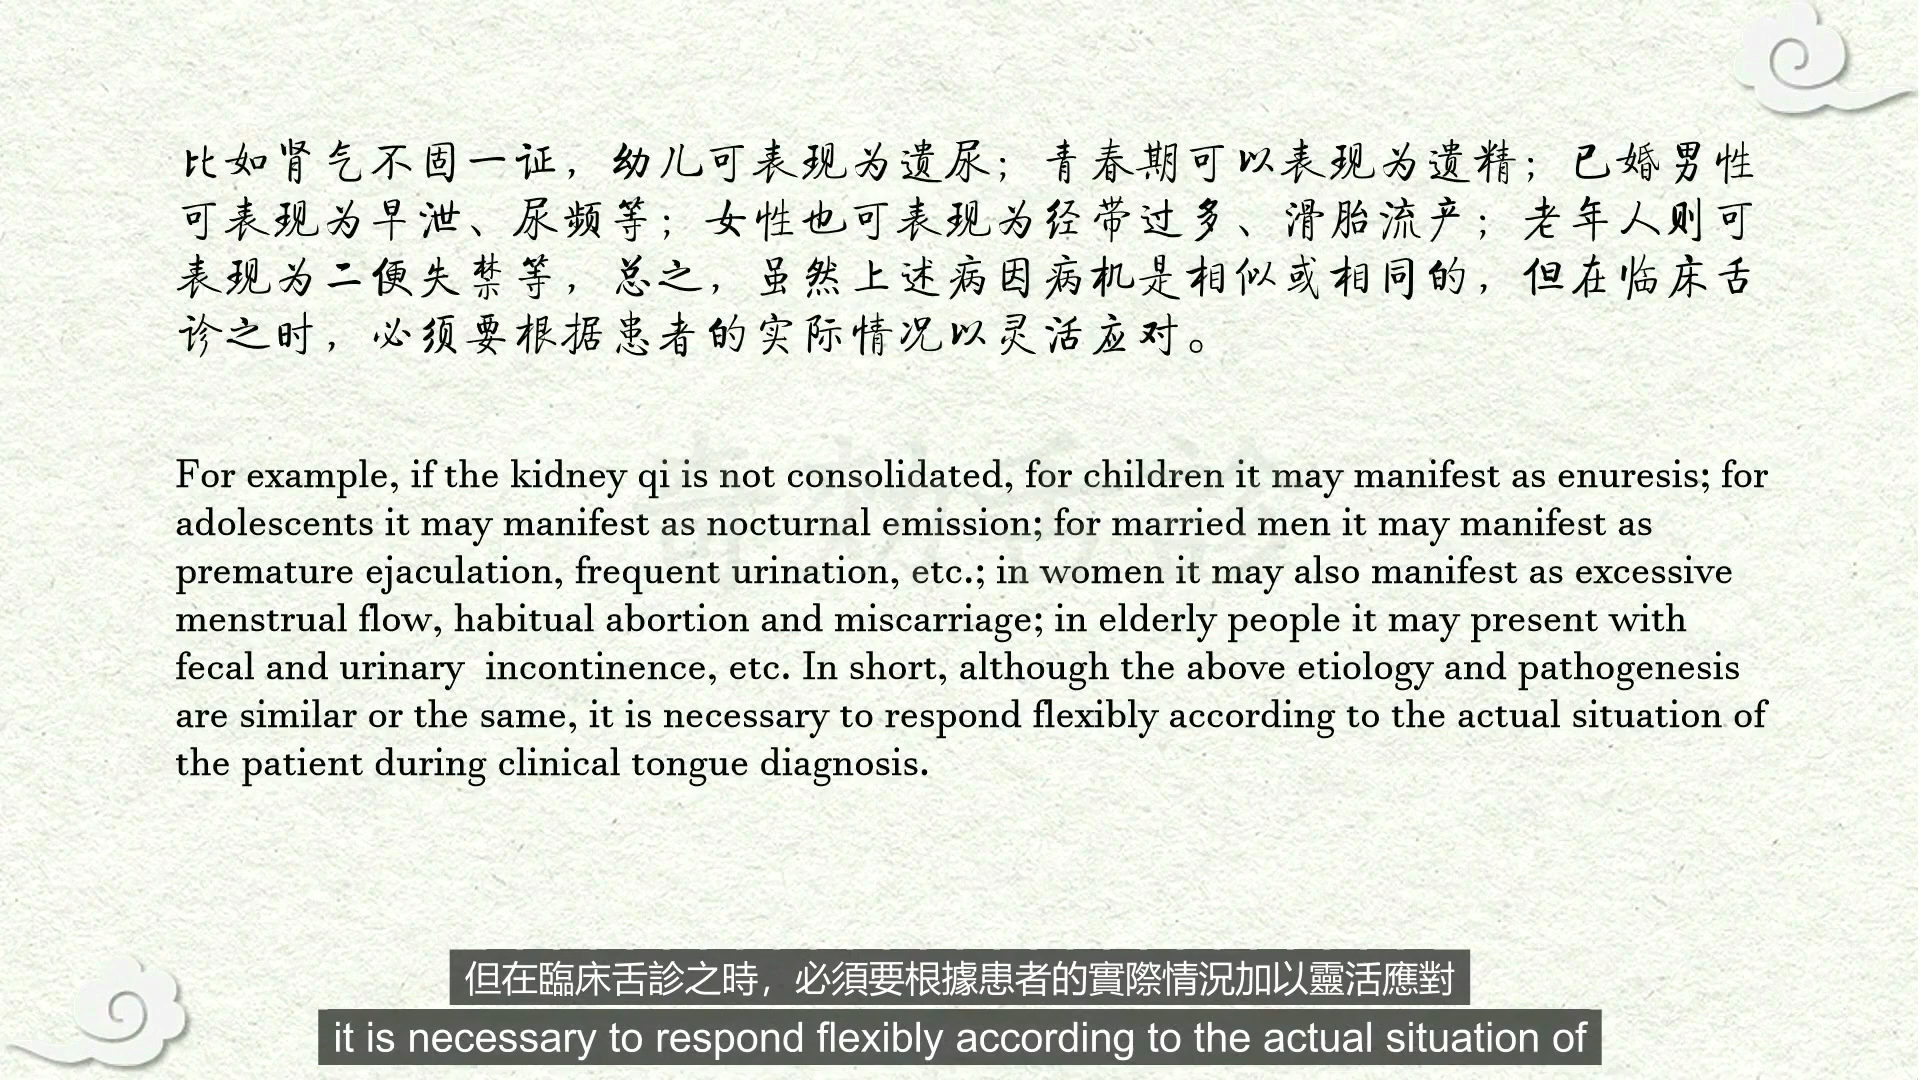 比如肾气不固一证，幼儿可表现为遗尿；青春期可以表现为遗精；已婚男性
可表现为早泄、尿频等；女性也可表现为经带过多、滑胎流产；老年人则可
表现为二便失禁等，总之，虽然上述病因病机是相似或相同的，但在临床舌
诊之时，必须要根据患者的实际情况以灵活应对。
For example, if the kidney qi is not consolidated, for children it may manifest as enuresis; for
adolescents it may manifest as nocturnal emission; for married men it may manifest as
premature ejaculation, frequent urination, etc.; in women it may also manifest as excessive
menstrual flow, habitual abortion and miscarriage; in elderly people it may present with
fecal and urinary  incontinence, etc. In short, although the above etiology and pathogenesis
are similar or the same, it is necessary to respond flexibly according to the actual situation of
the patient during clinical tongue diagnosis.
但在臨床舌診之時，必須要根據患者的實際情況加以靈活應對
it is necessary to respond flexibly according to the actual situation of